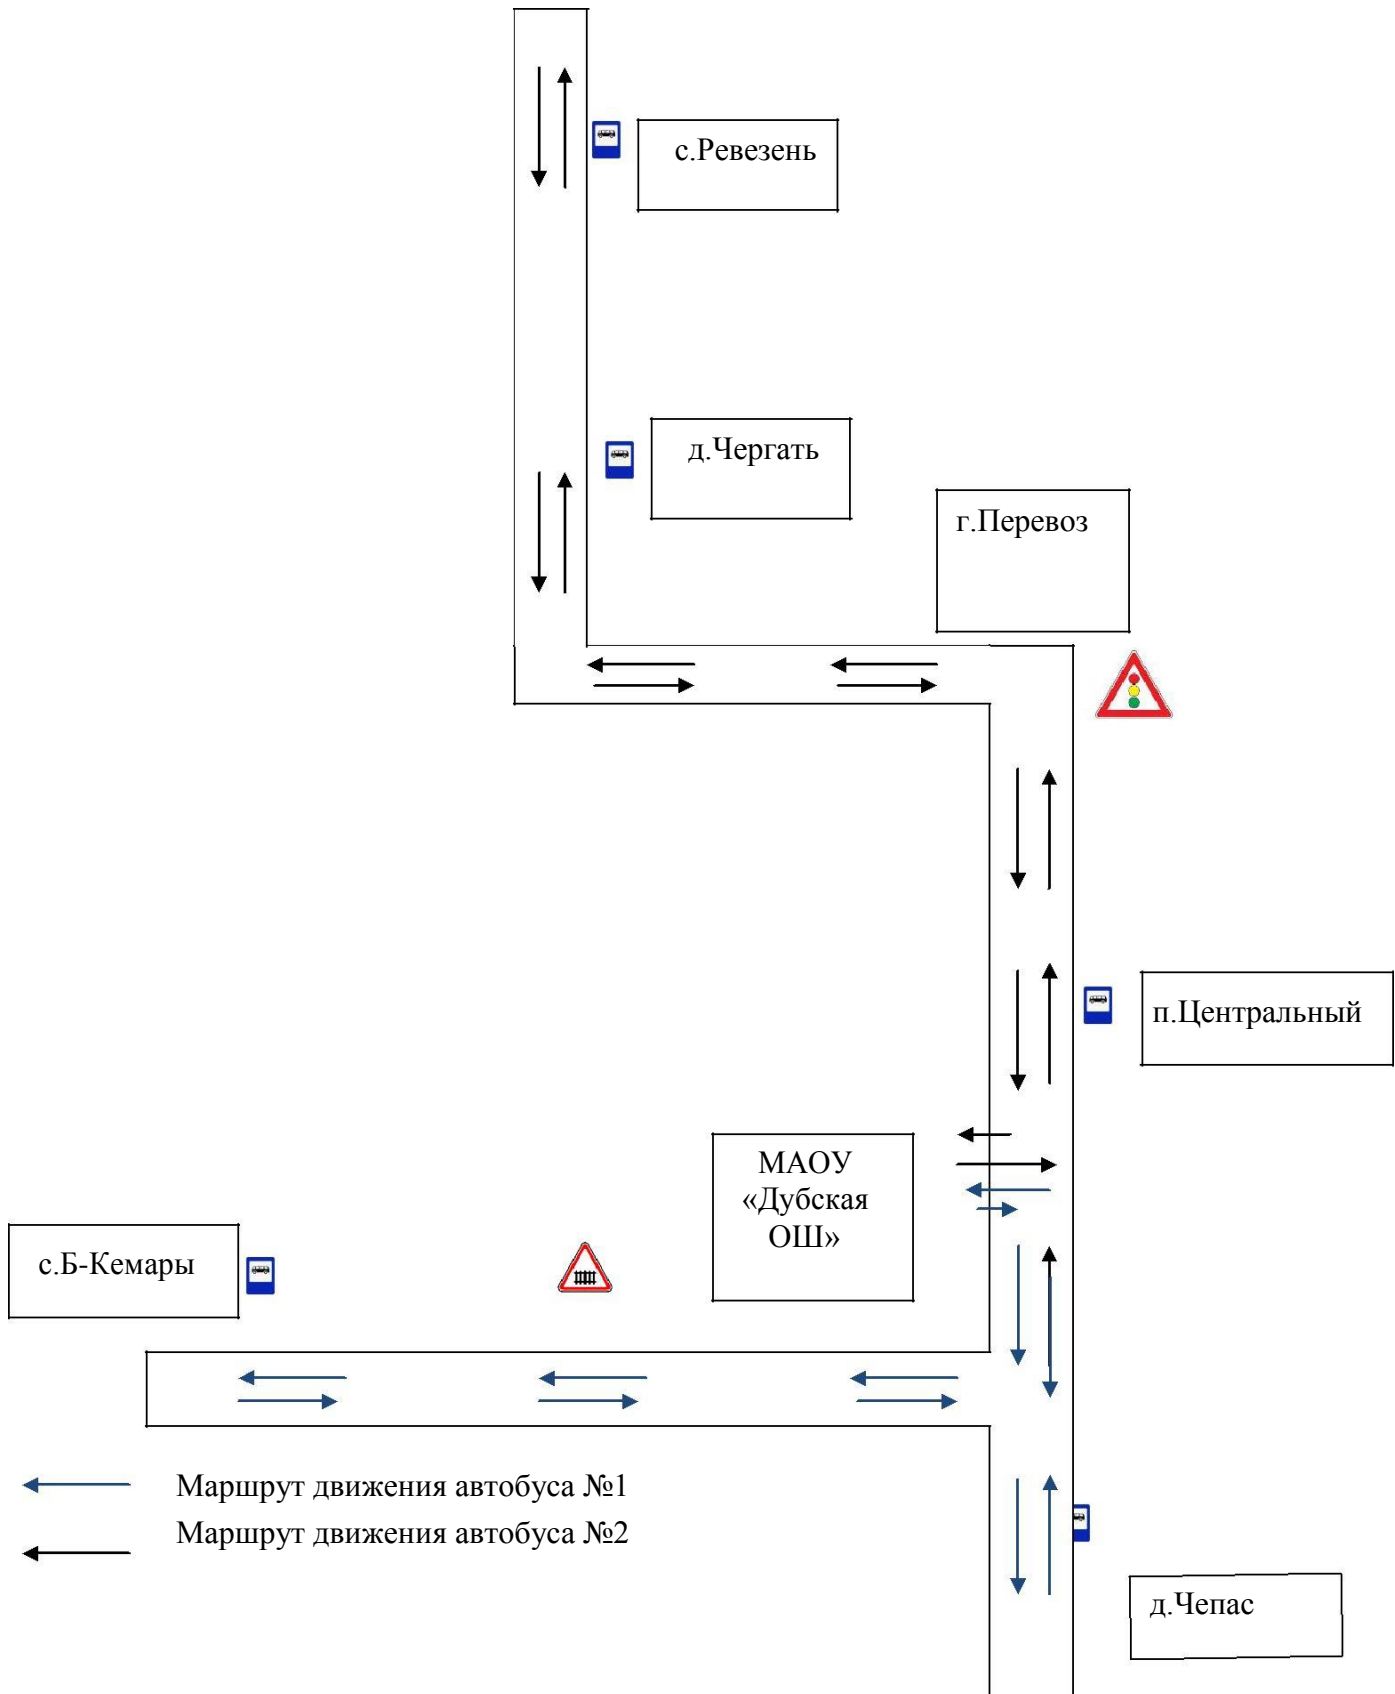 с.Ревезень
д.Чергать
г.Перевоз
п.Центральный
МАОУ
«Дубская
ОШ»
с.Б-Кемары
Маршрут движения автобуса №1
Маршрут движения автобуса №2
д.Чепас